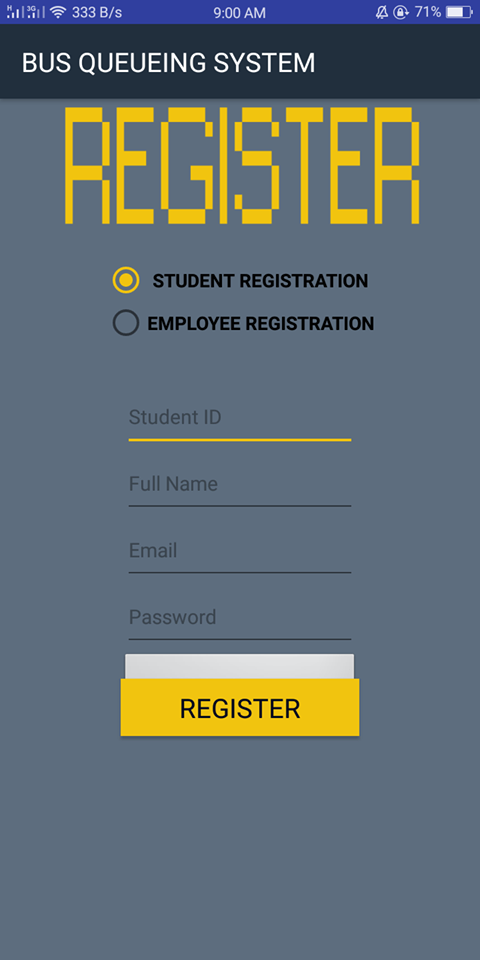 H 3G 333 B/s 9:00 AM 71%
BUS QUEUEING SYSTEM
REGISTER
STUDENT REGISTRATION
EMPLOYEE REGISTRATION
Student ID
Full Name
Email
Password
REGISTER